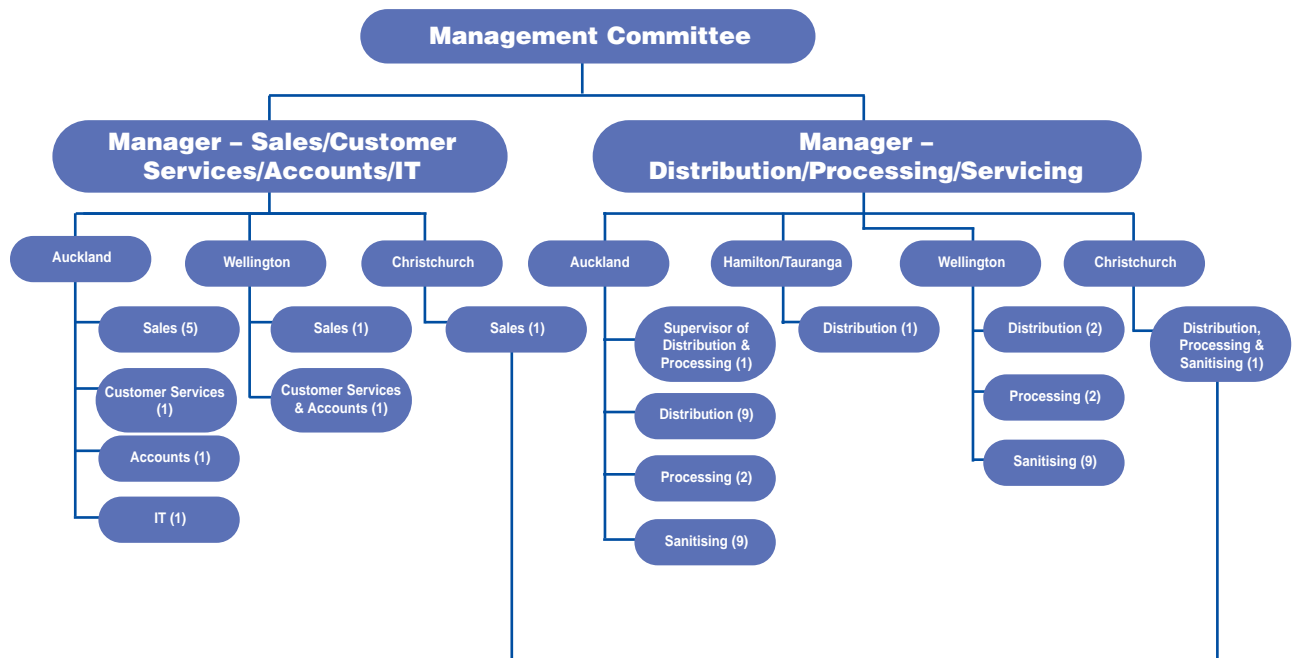 Management Committee
Manager – Sales/Customer
Services/Accounts/IT
Manager –
Distribution/Processing/Servicing
Auckland
Wellington
Christchurch
Auckland
Hamilton/Tauranga
Wellington
Christchurch
Sales (5)
Customer Services
(1)
Accounts (1)
IT (1)
Sales (1)
Customer Services
& Accounts (1)
Sales (1)
Supervisor of
Distribution &
Processing (1)
Distribution (9)
Processing (2)
Sanitising (9)
Distribution (1)
Distribution (2)
Processing (2)
Sanitising (9)
Distribution,
Processing &
Sanitising (1)